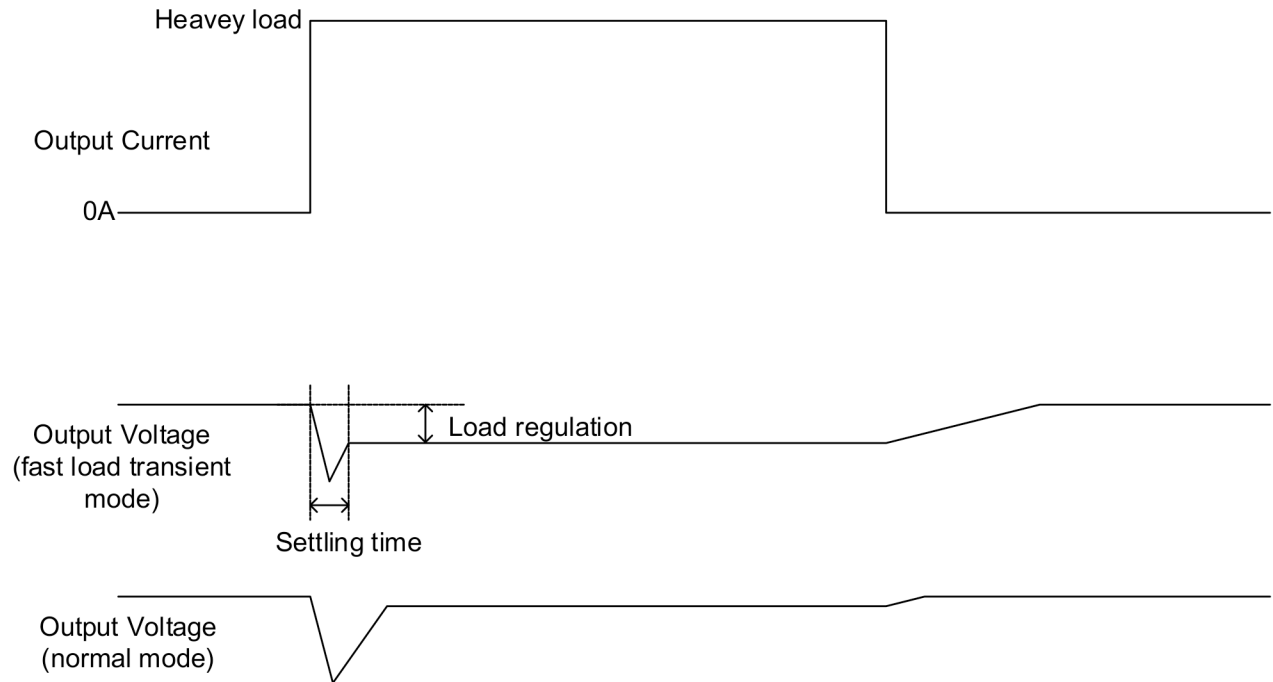 Heavey load
Output Current
0A
Output Voltage
(fast load transient
mode)
Load regulation
Settling time
Output Voltage
(normal mode)